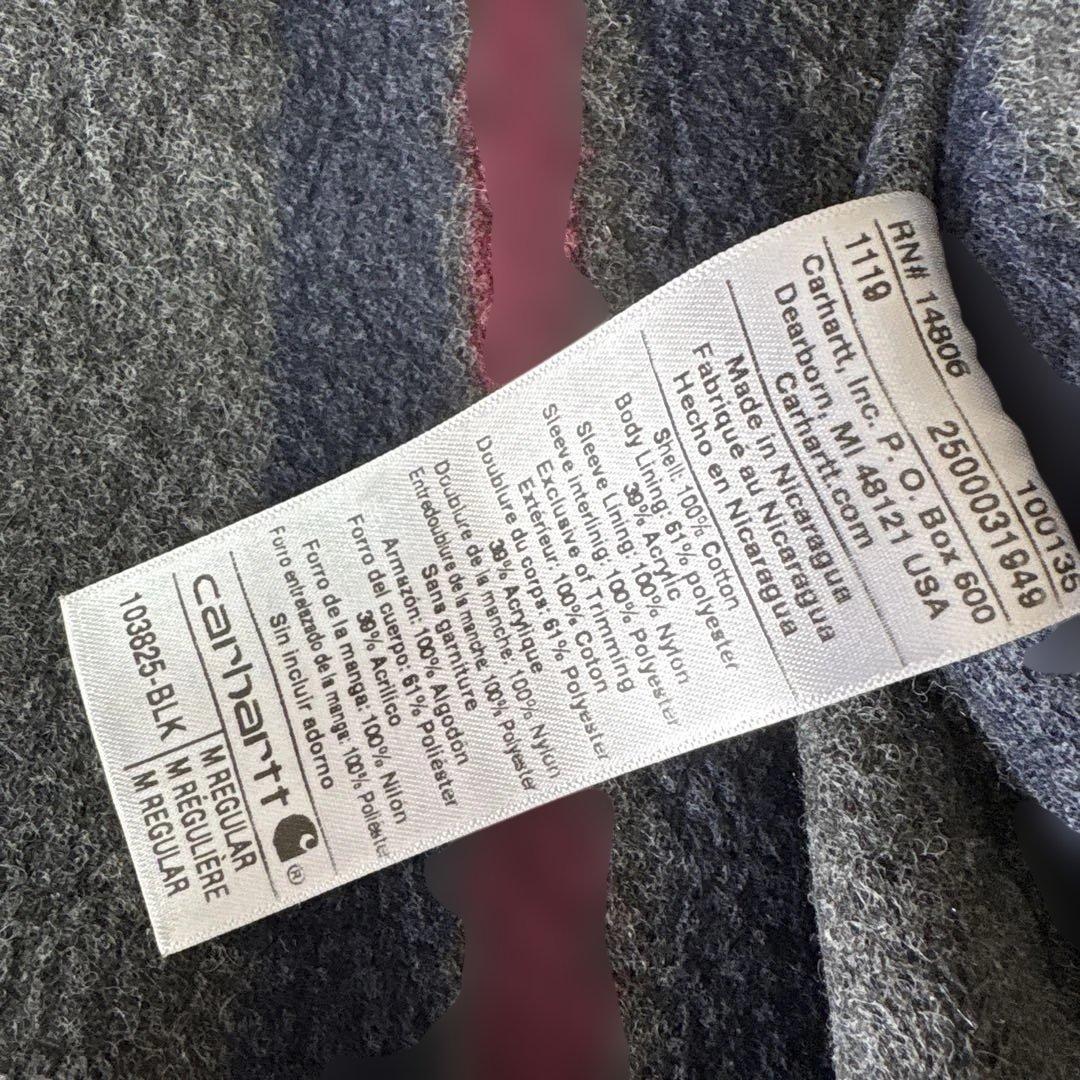 carhartt ®
103825-BLK
M REGULAR
M RÉGULIÈRE
M REGULAR
Shell: 100% Cotton
Body Lining: 61% polyester
39% Acrylic
Sleeve Lining: 100% Nylon
Sleeve interlining: 100% Polyester
Exclusive of Trimming
Extérieur: 100% Coton
Doublure du corps: 61% Polyester
39% Acrylique
Doublure de la manche: 100% Nylon
Entredoublure de la manche: 100% Polyester
Sans garniture
Armazón: 100% Algodón
Forro del cuerpo: 61% Poliéster
39% Acrílico
Forro de la manga: 100% Nilon
Forro entrelazado de la manga: 100% Poliester
Sin incluir adorno
Made in Nicaragua
Fabriqué au Nicaragua
Hecho en Nicaragua
Carhartt, Inc. P. O. Box 600
Dearborn, MI 48121 USA
Carhartt.com
1119 2500031949
RN# 14806 1001135